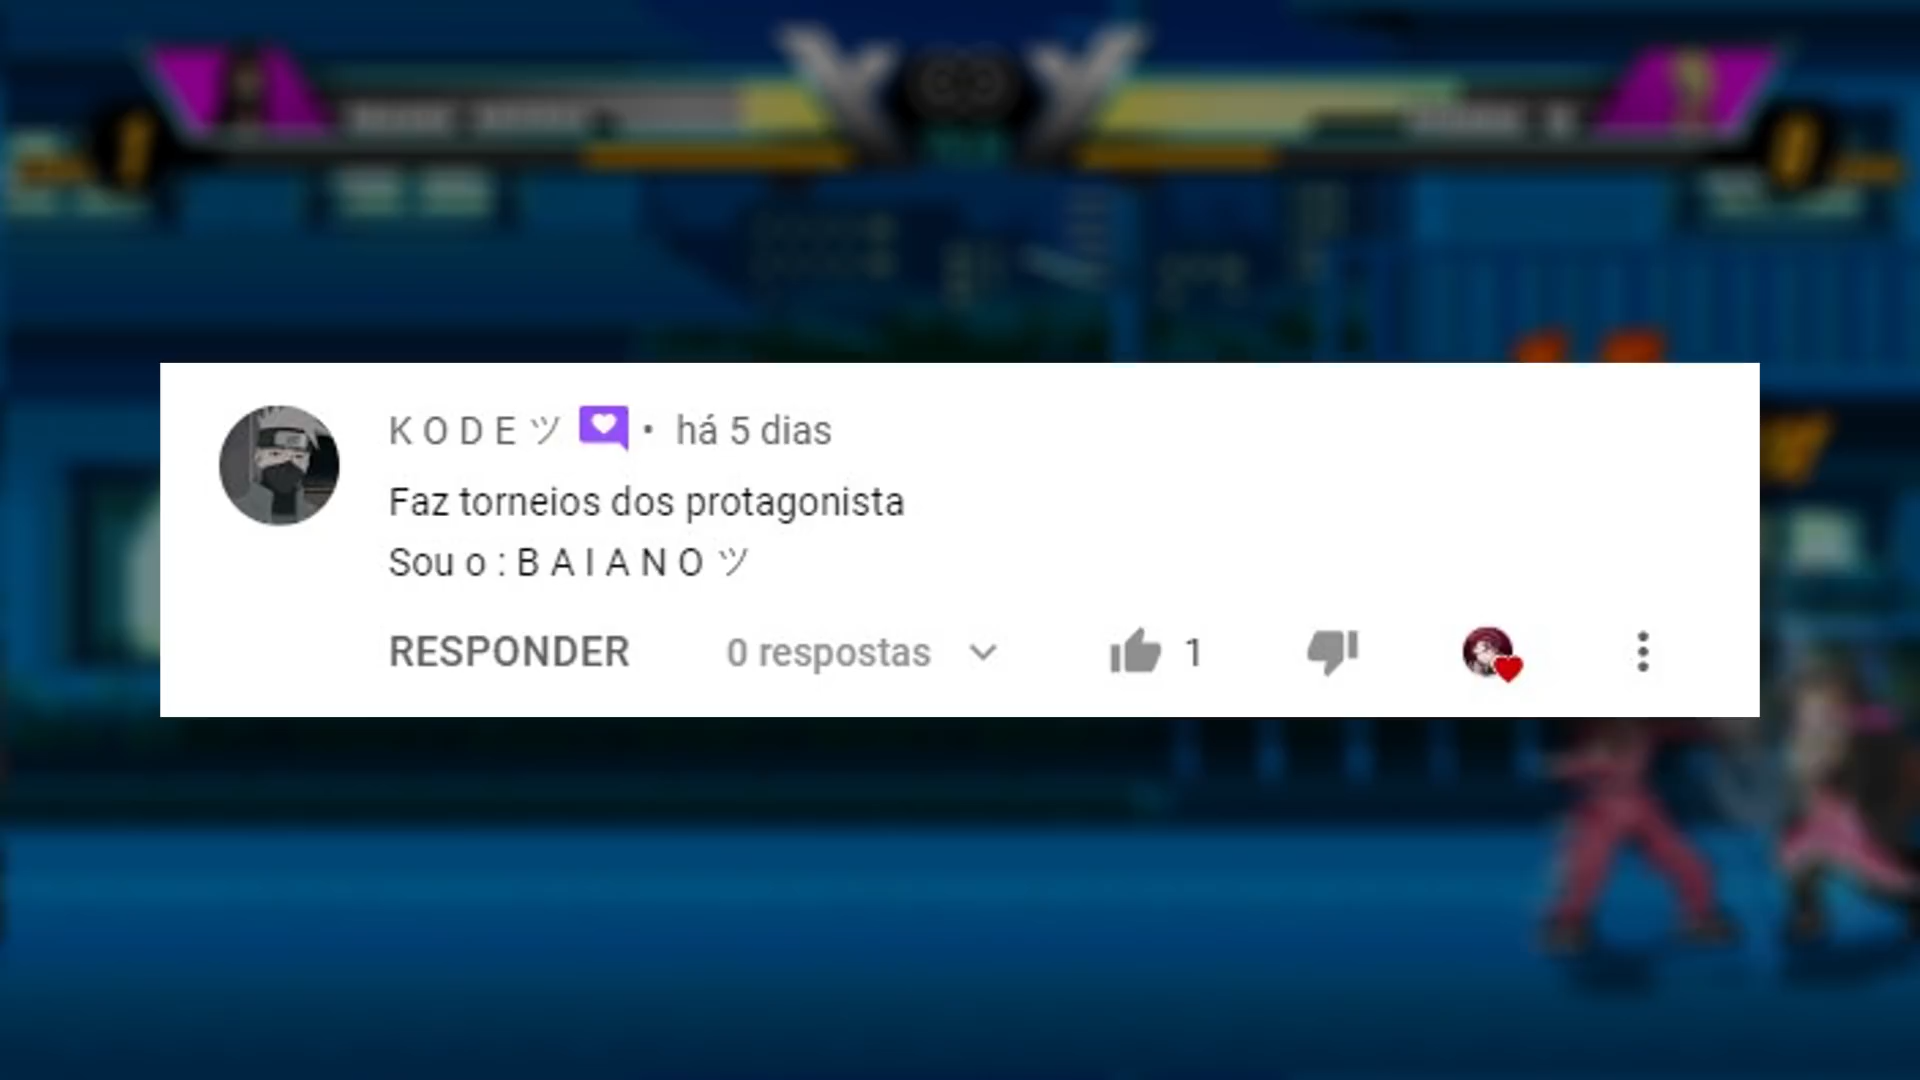 K O D E ツ • há 5 dias
Faz torneios dos protagonista
Sou o : B A I A N O ツ
RESPONDER 0 respostas 1